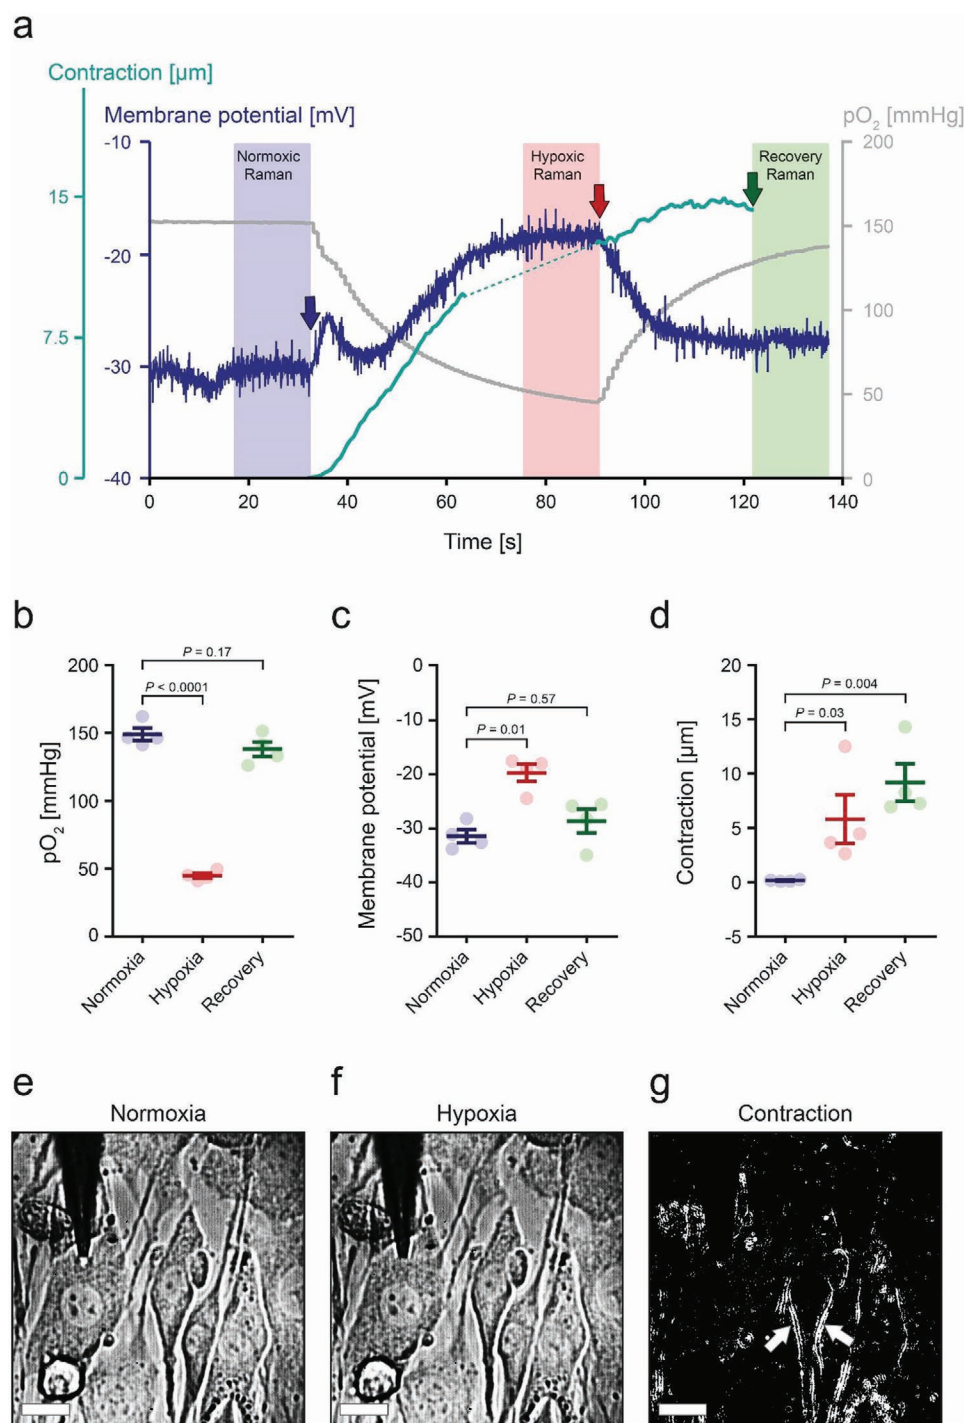 a
Contraction [µm]
Membrane potential [mV]
pO2 [mmHg]
-10
200
Normoxic
Raman
Hypoxic
Raman
Recovery
Raman
15
150
-20
100
7.5
-30
50
0
-40
0
0
20
40
60
80
100
120
140
Time [s]
b
c
d
200
150
100
50
0
pO2 [mmHg]
P = 0.17
P < 0.0001
Normoxia
Hypoxia
Recovery
0
-10
-20
-30
-40
-50
Membrane potential [mV]
P = 0.57
P = 0.01
Normoxia
Hypoxia
Recovery
20
15
10
5
0
-5
Contraction [µm]
P = 0.004
P = 0.03
Normoxia
Hypoxia
Recovery
e
f
g
Normoxia
Hypoxia
Contraction